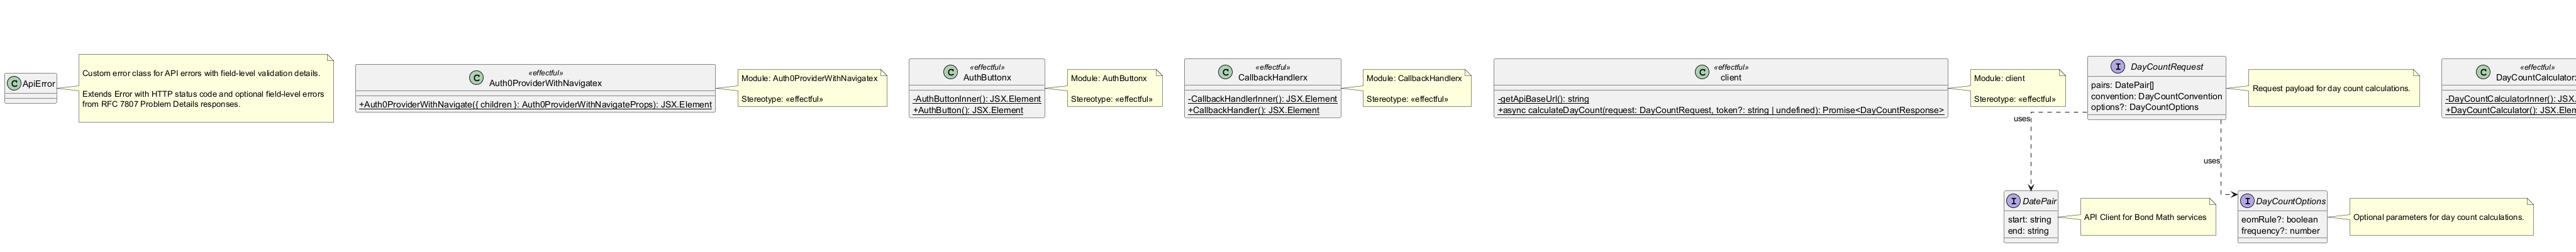 ApiError
Custom error class for API errors with field-level validation details.
Extends Error with HTTP status code and optional field-level errors
from RFC 7807 Problem Details responses.
«effectful»
Auth0ProviderWithNavigatex
+Auth0ProviderWithNavigate({ children }: Auth0ProviderWithNavigateProps): JSX.Element
Module: Auth0ProviderWithNavigatex
Stereotype: «effectful»
«effectful»
AuthButtonx
-AuthButtonInner(): JSX.Element
+AuthButton(): JSX.Element
Module: AuthButtonx
Stereotype: «effectful»
«effectful»
CallbackHandlerx
-CallbackHandlerInner(): JSX.Element
+CallbackHandler(): JSX.Element
Module: CallbackHandlerx
Stereotype: «effectful»
«effectful»
client
-getApiBaseUrl(): string
+async calculateDayCount(request: DayCountRequest, token?: string | undefined): Promise<DayCountResponse>
Module: client
Stereotype: «effectful»
DayCountRequest
pairs: DatePair[]
convention: DayCountConvention
options?: DayCountOptions
Request payload for day count calculations.
«effectful»
DayCountCalculator
-DayCountCalculatorInner(): JSX.
+DayCountCalculator(): JSX.Elem
uses
uses
DatePair
start: string
end: string
API Client for Bond Math services
DayCountOptions
eomRule?: boolean
frequency?: number
Optional parameters for day count calculations.